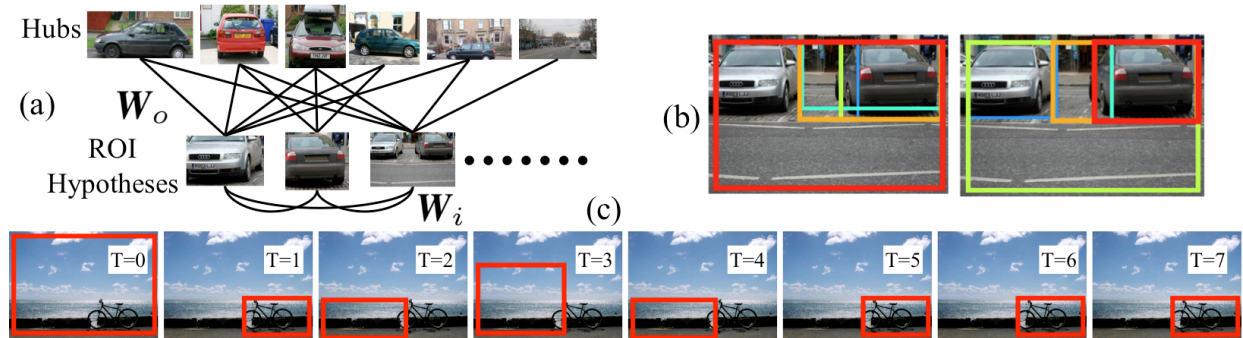 Hubs
(a)
W_o
ROI
Hypotheses
W_i
(b)
(c)
T=0 T=1 T=2 T=3 T=4 T=5 T=6 T=7